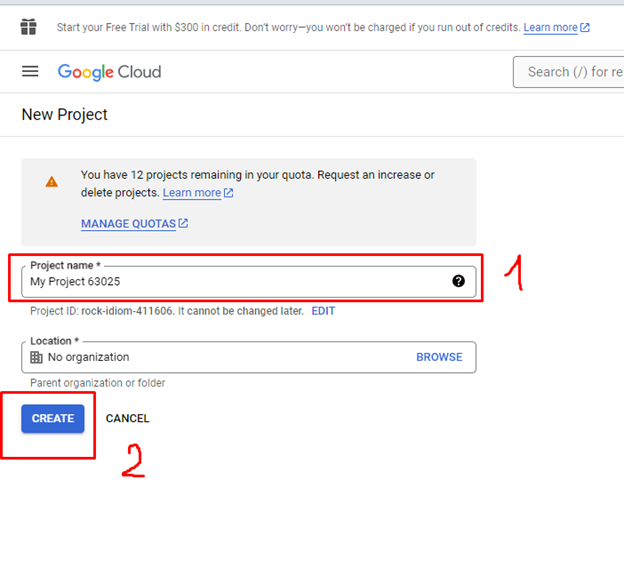 Start your Free Trial with $300 in credit. Don't worry—you won't be charged if you run out of credits. Learn more
Google Cloud
Search (/) for re
New Project
You have 12 projects remaining in your quota. Request an increase or
delete projects. Learn more
MANAGE QUOTAS
Project name *
My Project 63025
1
Project ID: rock-idiom-411606. It cannot be changed later. EDIT
Location *
No organization BROWSE
Parent organization or folder
CREATE CANCEL
2